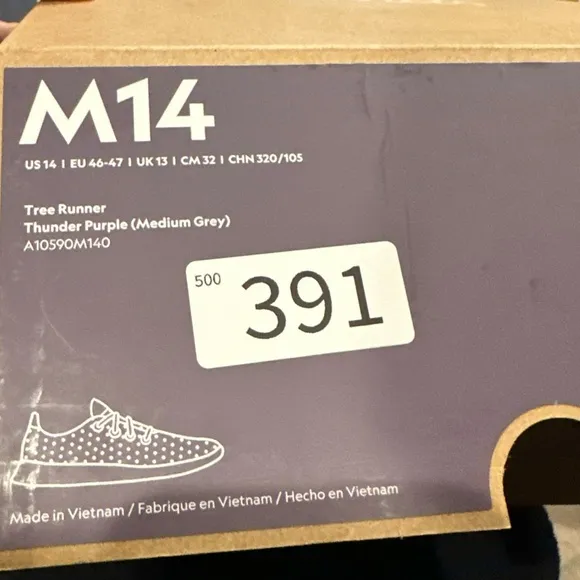 M14
US 14 I EU 46-47 I UK 13 I CM 32 I CHN 320/105
Tree Runner
Thunder Purple (Medium Grey)
A10590M140
500
391
Made in Vietnam / Fabrique en Vietnam / Hecho en Vietnam